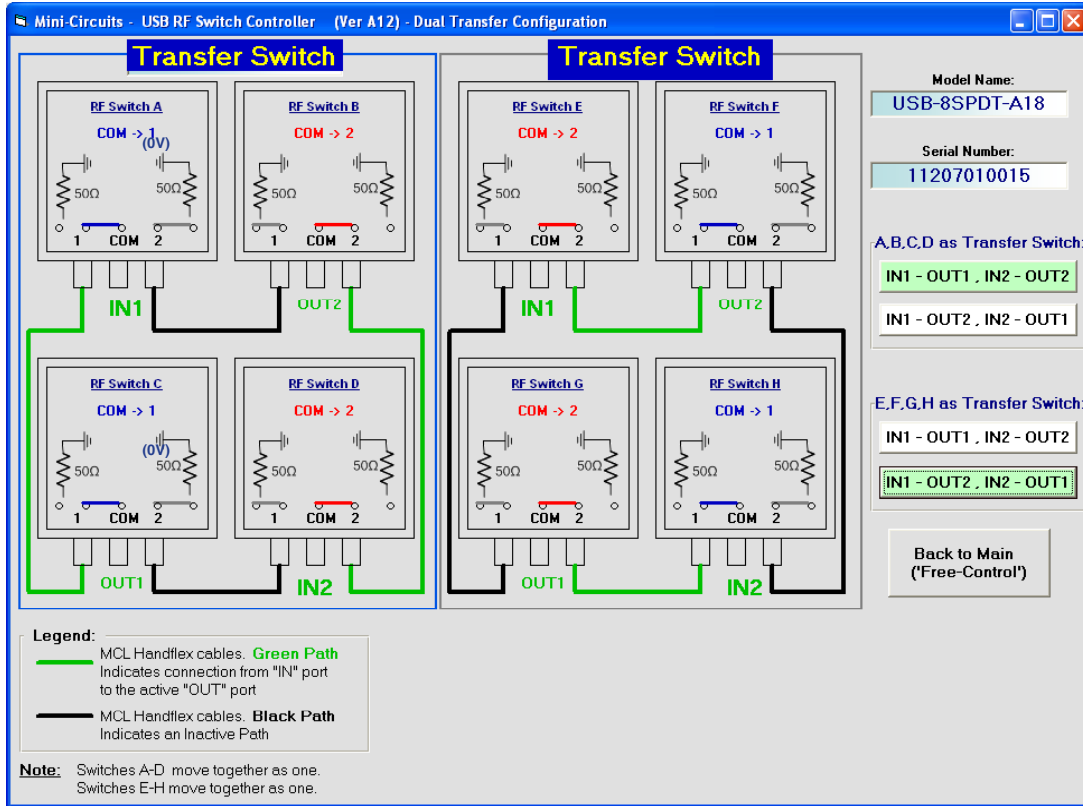 Mini-Circuits - USB RF Switch Controller (Ver A12) - Dual Transfer Configuration
Transfer Switch
Transfer Switch
RF Switch A
COM -> 1
(0V)
50Ω
50Ω
1 COM 2
RF Switch B
COM -> 2
50Ω
50Ω
1 COM 2
RF Switch E
COM -> 2
50Ω
50Ω
1 COM 2
RF Switch F
COM -> 1
50Ω
50Ω
1 COM 2
IN1
OUT2
IN1
OUT2
RF Switch C
COM -> 1
(0V)
50Ω
50Ω
1 COM 2
RF Switch D
COM -> 2
50Ω
50Ω
1 COM 2
RF Switch G
COM -> 2
50Ω
50Ω
1 COM 2
RF Switch H
COM -> 1
50Ω
50Ω
1 COM 2
OUT1
IN2
OUT1
IN2
Model Name:
USB-8SPDT-A18
Serial Number:
11207010015
A,B,C,D as Transfer Switch:
IN1 - OUT1 , IN2 - OUT2
IN1 - OUT2 , IN2 - OUT1
E,F,G,H as Transfer Switch:
IN1 - OUT1 , IN2 - OUT2
IN1 - OUT2 , IN2 - OUT1
Back to Main
('Free-Control')
Legend:
MCL Handflex cables. Green Path
Indicates connection from "IN" port
to the active "OUT" port
MCL Handflex cables. Black Path
Indicates an Inactive Path
Note: Switches A-D move together as one.
Switches E-H move together as one.